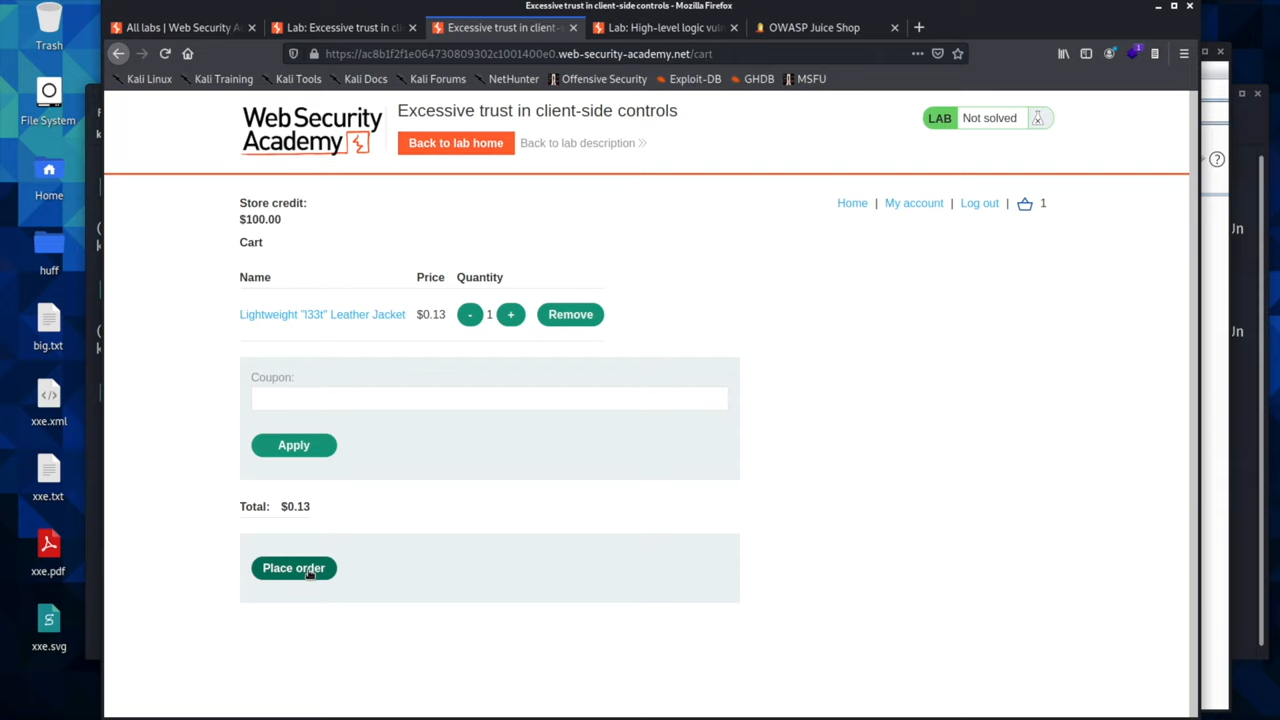 Excessive trust in client-side controls - Mozilla Firefox
All labs | Web Security A
Lab: Excessive trust in cli
Excessive trust in client-
Lab: High-level logic vuln
OWASP Juice Shop
https://ac8b1f2f1e064730809302c1001400e0.web-security-academy.net/cart
1
Kali Linux Kali Training Kali Tools Kali Docs Kali Forums NetHunter Offensive Security Exploit-DB GHDB MSFU
Trash
File System
Home
huff
big.txt
xxe.xml
xxe.txt
xxe.pdf
xxe.svg
Web Security Academy
Excessive trust in client-side controls
Back to lab home Back to lab description
LAB Not solved
Store credit:
$100.00
Home | My account | Log out | 1
Cart
Name Price Quantity
Lightweight "l33t" Leather Jacket $0.13 - 1 + Remove
Coupon:
Apply
Total: $0.13
Place order
Un
Un